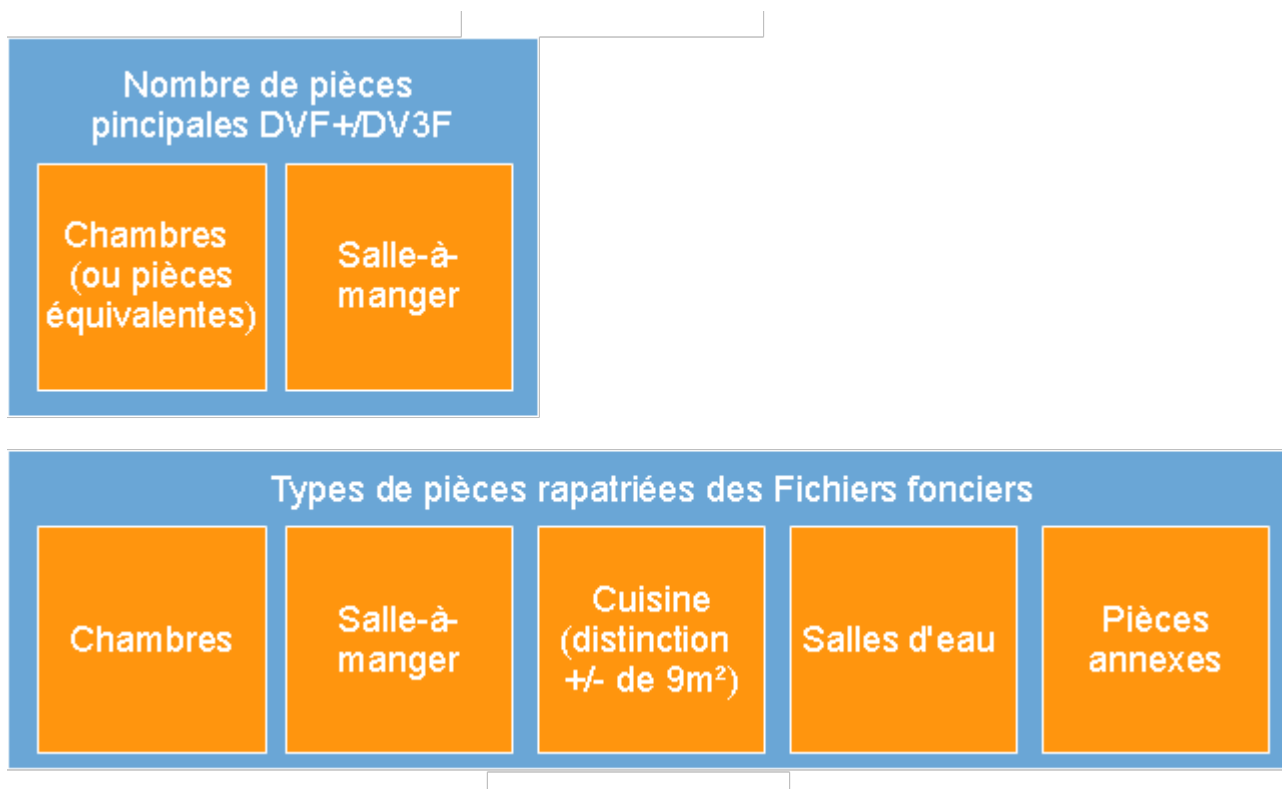 Nombre de pièces
pincipales DVF+/DV3F
Chambres
(ou pièces
équivalentes)
Salle-à-
manger
Types de pièces rapatriées des Fichiers fonciers
Chambres
Salle-à-
manger
Cuisine
(distinction
+/- de 9m²)
Salles d'eau
Pièces
annexes